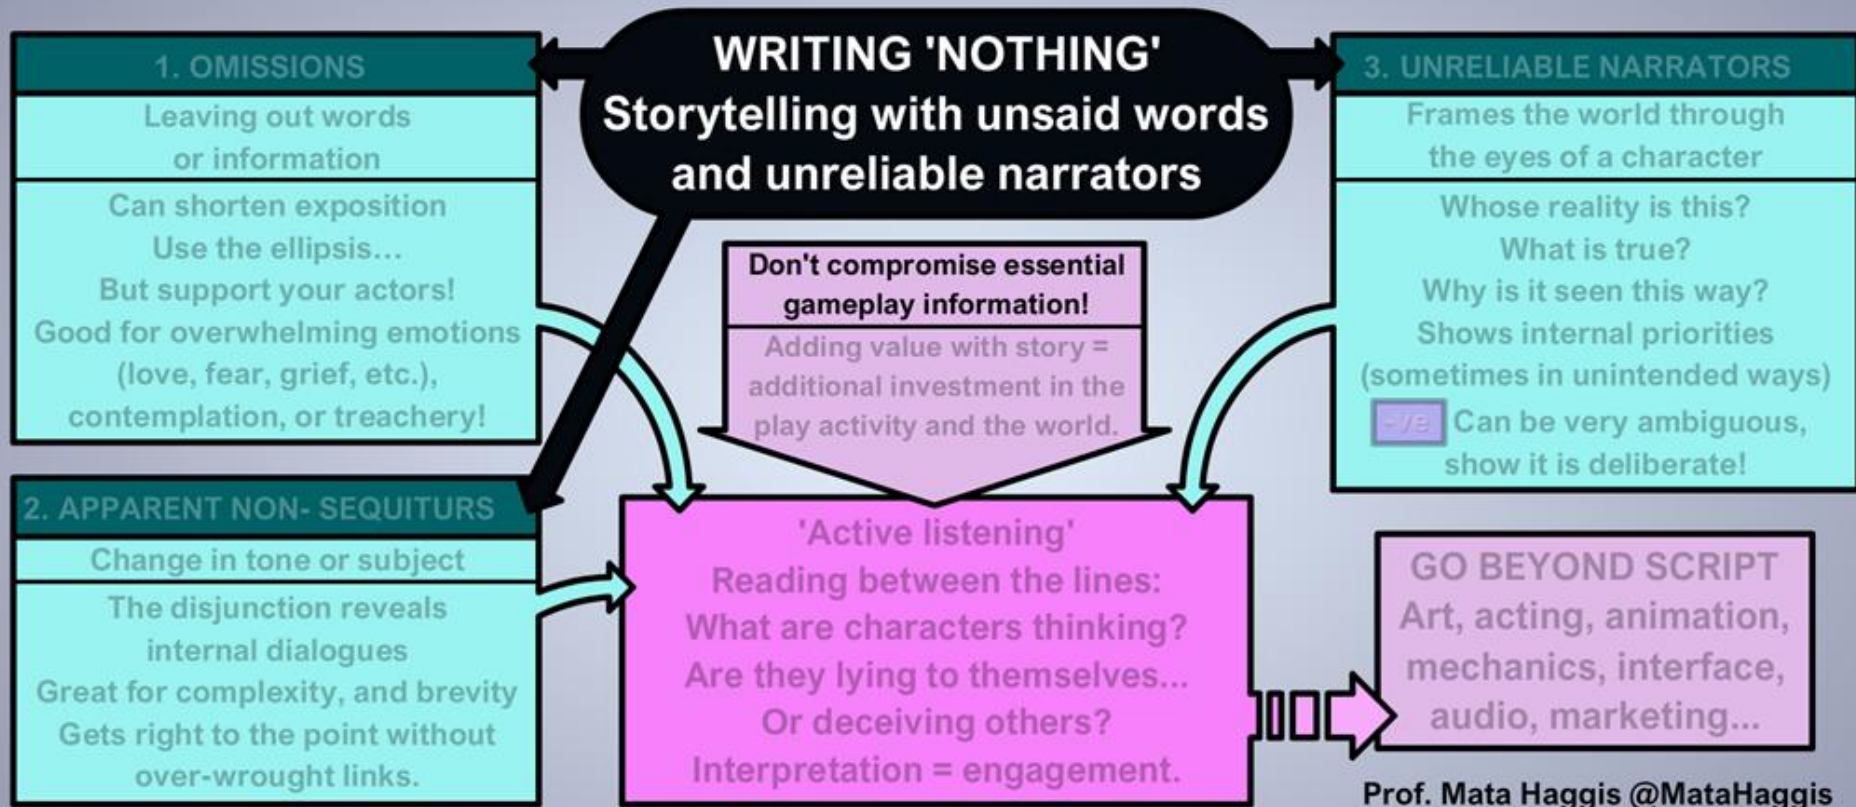 WRITING 'NOTHING'
Storytelling with unsaid words
and unreliable narrators
1. OMISSIONS
Leaving out words
or information
Can shorten exposition
Use the ellipsis...
But support your actors!
Good for overwhelming emotions
(love, fear, grief, etc.),
contemplation, or treachery!
2. APPARENT NON- SEQUITURS
Change in tone or subject
The disjunction reveals
internal dialogues
Great for complexity, and brevity
Gets right to the point without
over-wrought links.
3. UNRELIABLE NARRATORS
Frames the world through
the eyes of a character
Whose reality is this?
What is true?
Why is it seen this way?
Shows internal priorities
(sometimes in unintended ways)
-ve Can be very ambiguous,
show it is deliberate!
Don't compromise essential
gameplay information!
Adding value with story =
additional investment in the
play activity and the world.
'Active listening'
Reading between the lines:
What are characters thinking?
Are they lying to themselves...
Or deceiving others?
Interpretation = engagement.
GO BEYOND SCRIPT
Art, acting, animation,
mechanics, interface,
audio, marketing...
Prof. Mata Haggis @MataHaggis